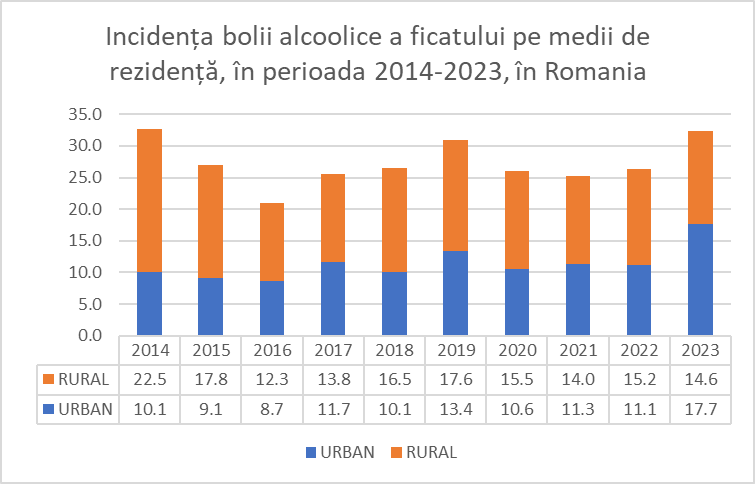 Incidența bolii alcoolice a ficatului pe medii de
rezidență, în perioada 2014-2023, în Romania
35.0
30.0
25.0
20.0
15.0
10.0
5.0
0.0
2014 2015 2016 2017 2018 2019 2020 2021 2022 2023
RURAL 22.5 17.8 12.3 13.8 16.5 17.6 15.5 14.0 15.2 14.6
URBAN 10.1 9.1 8.7 11.7 10.1 13.4 10.6 11.3 11.1 17.7
URBAN RURAL